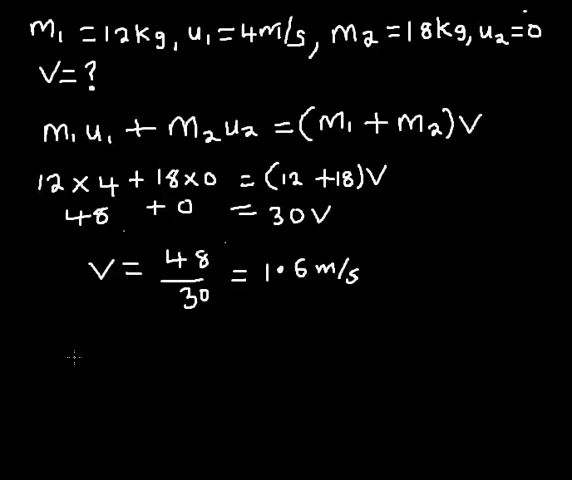 m₁ = 12kg, u₁ = 4m/s, m₂ = 18kg, u₂ = 0
V = ?
m₁u₁ + m₂u₂ = (m₁ + m₂)V
12 × 4 + 18 × 0 = (12 + 18)V
48 + 0 = 30V
V = 48/30 = 1.6 m/s